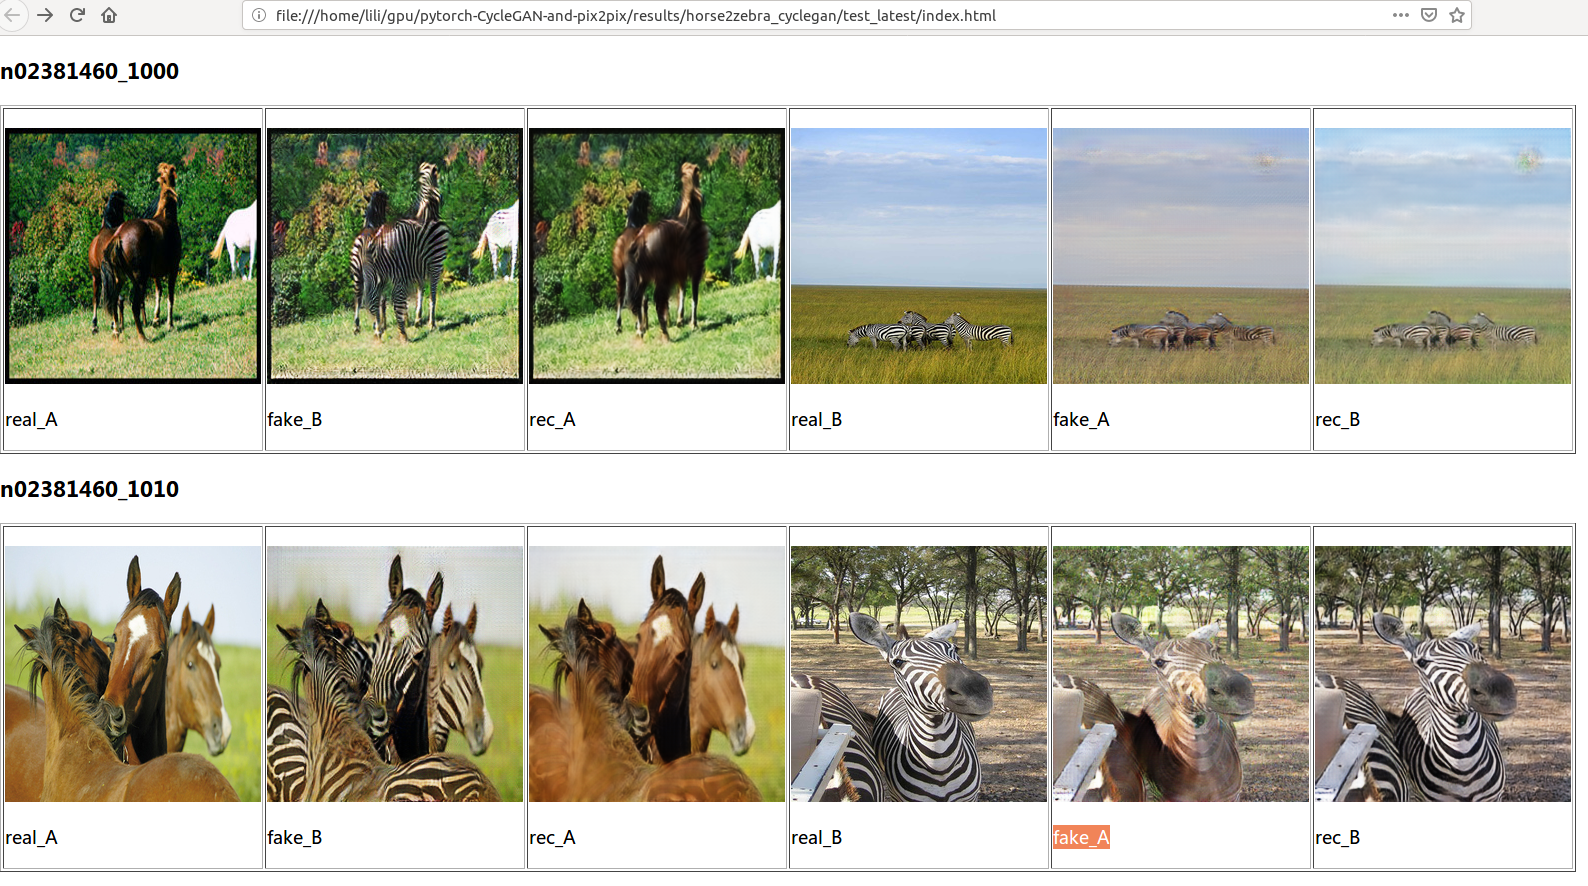 file:///home/lili/gpu/pytorch-CycleGAN-and-pix2pix/results/horse2zebra_cyclegan/test_latest/index.html
n02381460_1000
real_A fake_B rec_A real_B fake_A rec_B
n02381460_1010
real_A fake_B rec_A real_B fake_A rec_B